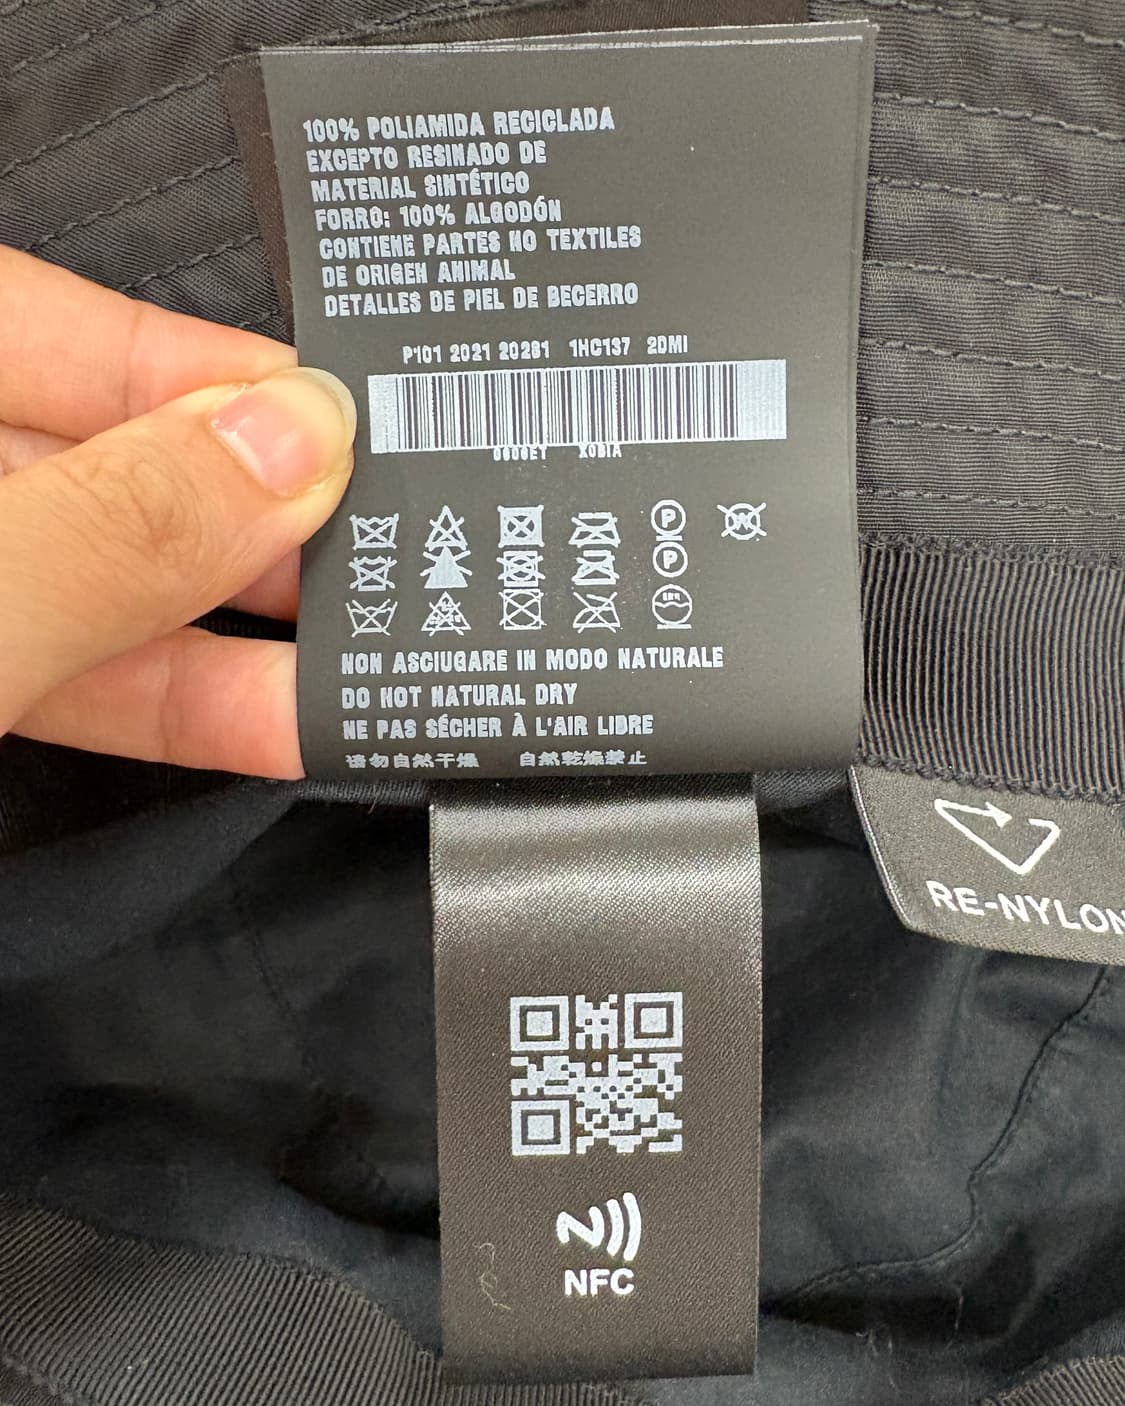 100% POLIAMIDA RECICLADA
EXCEPTO RESINADO DE
MATERIAL SINTÉTICO
FORRO: 100% ALGODÓN
CONTIENE PARTES NO TEXTILES
DE ORIGEN ANIMAL
DETALLES DE PIEL DE BECERRO
P101 2021 20281 1HC137 2DMI
P W
P
NON ASCIUGARE IN MODO NATURALE
DO NOT NATURAL DRY
NE PAS SÉCHER À L'AIR LIBRE
请勿自然干燥 自然乾燥禁止
RE-NYLON
NFC